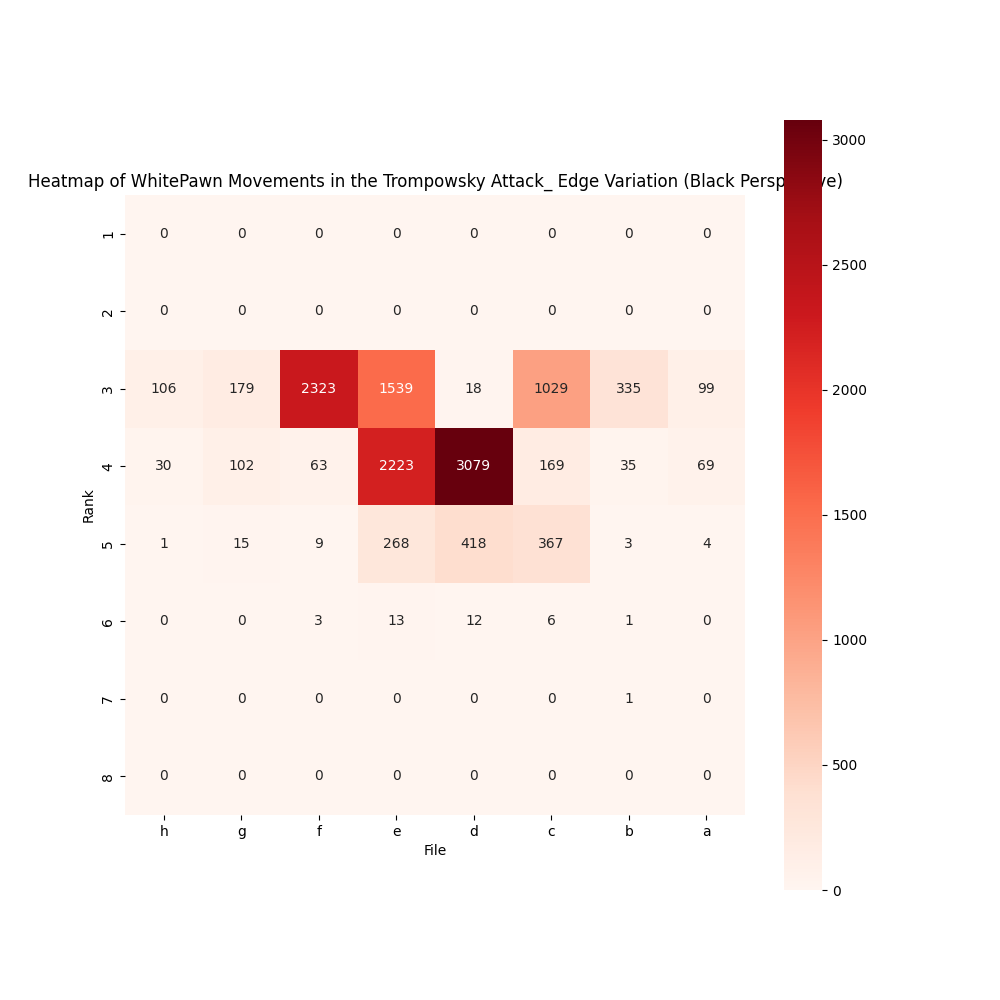 Heatmap of WhitePawn Movements in the Trompowsky Attack_ Edge Variation (Black Persp ve)
3000
2500
2000
1500
1000
500
0
Rank
1 0 0 0 0 0 0 0 0
2 0 0 0 0 0 0 0 0
3 106 179 2323 1539 18 1029 335 99
4 30 102 63 2223 3079 169 35 69
5 1 15 9 268 418 367 3 4
6 0 0 3 13 12 6 1 0
7 0 0 0 0 0 0 1 0
8 0 0 0 0 0 0 0 0
h g f e d c b a
File